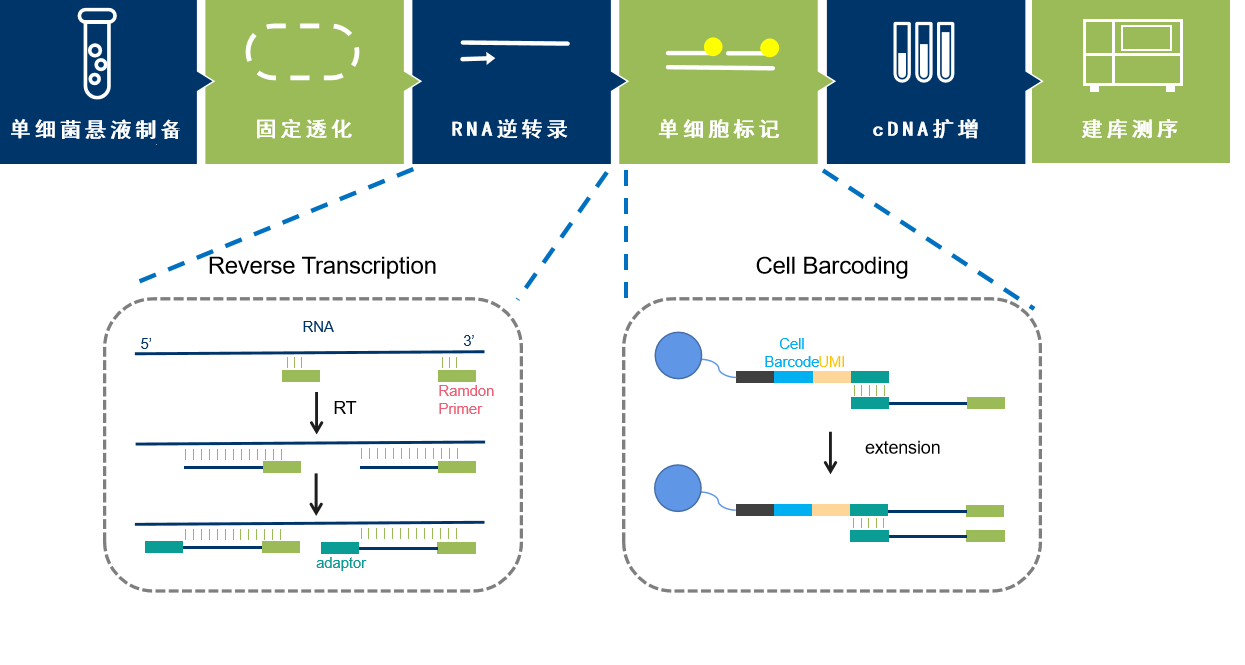 单细菌悬液制备
固定透化
RNA逆转录
单细胞标记
cDNA扩增
建库测序
Reverse Transcription
RNA
5’
3’
Ramdon
Primer
RT
adaptor
Cell Barcoding
Cell
Barcode
UMI
extension